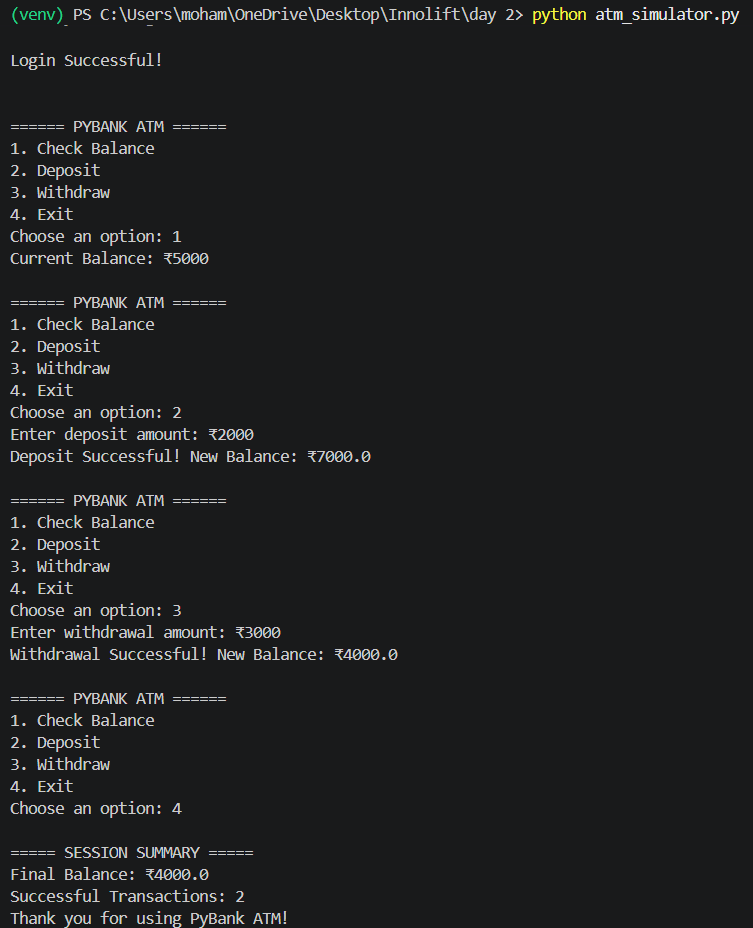 (venv) PS C:\Users\moham\OneDrive\Desktop\Innolift\day 2> python atm_simulator.py
Login Successful!
====== PYBANK ATM ======
1. Check Balance
2. Deposit
3. Withdraw
4. Exit
Choose an option: 1
Current Balance: ₹5000
====== PYBANK ATM ======
1. Check Balance
2. Deposit
3. Withdraw
4. Exit
Choose an option: 2
Enter deposit amount: ₹2000
Deposit Successful! New Balance: ₹7000.0
====== PYBANK ATM ======
1. Check Balance
2. Deposit
3. Withdraw
4. Exit
Choose an option: 3
Enter withdrawal amount: ₹3000
Withdrawal Successful! New Balance: ₹4000.0
====== PYBANK ATM ======
1. Check Balance
2. Deposit
3. Withdraw
4. Exit
Choose an option: 4
===== SESSION SUMMARY =====
Final Balance: ₹4000.0
Successful Transactions: 2
Thank you for using PyBank ATM!